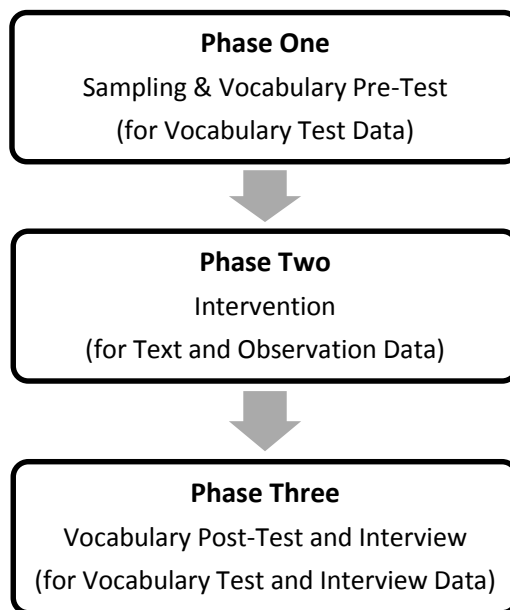 Phase One
Sampling & Vocabulary Pre-Test
(for Vocabulary Test Data)
Phase Two
Intervention
(for Text and Observation Data)
Phase Three
Vocabulary Post-Test and Interview
(for Vocabulary Test and Interview Data)